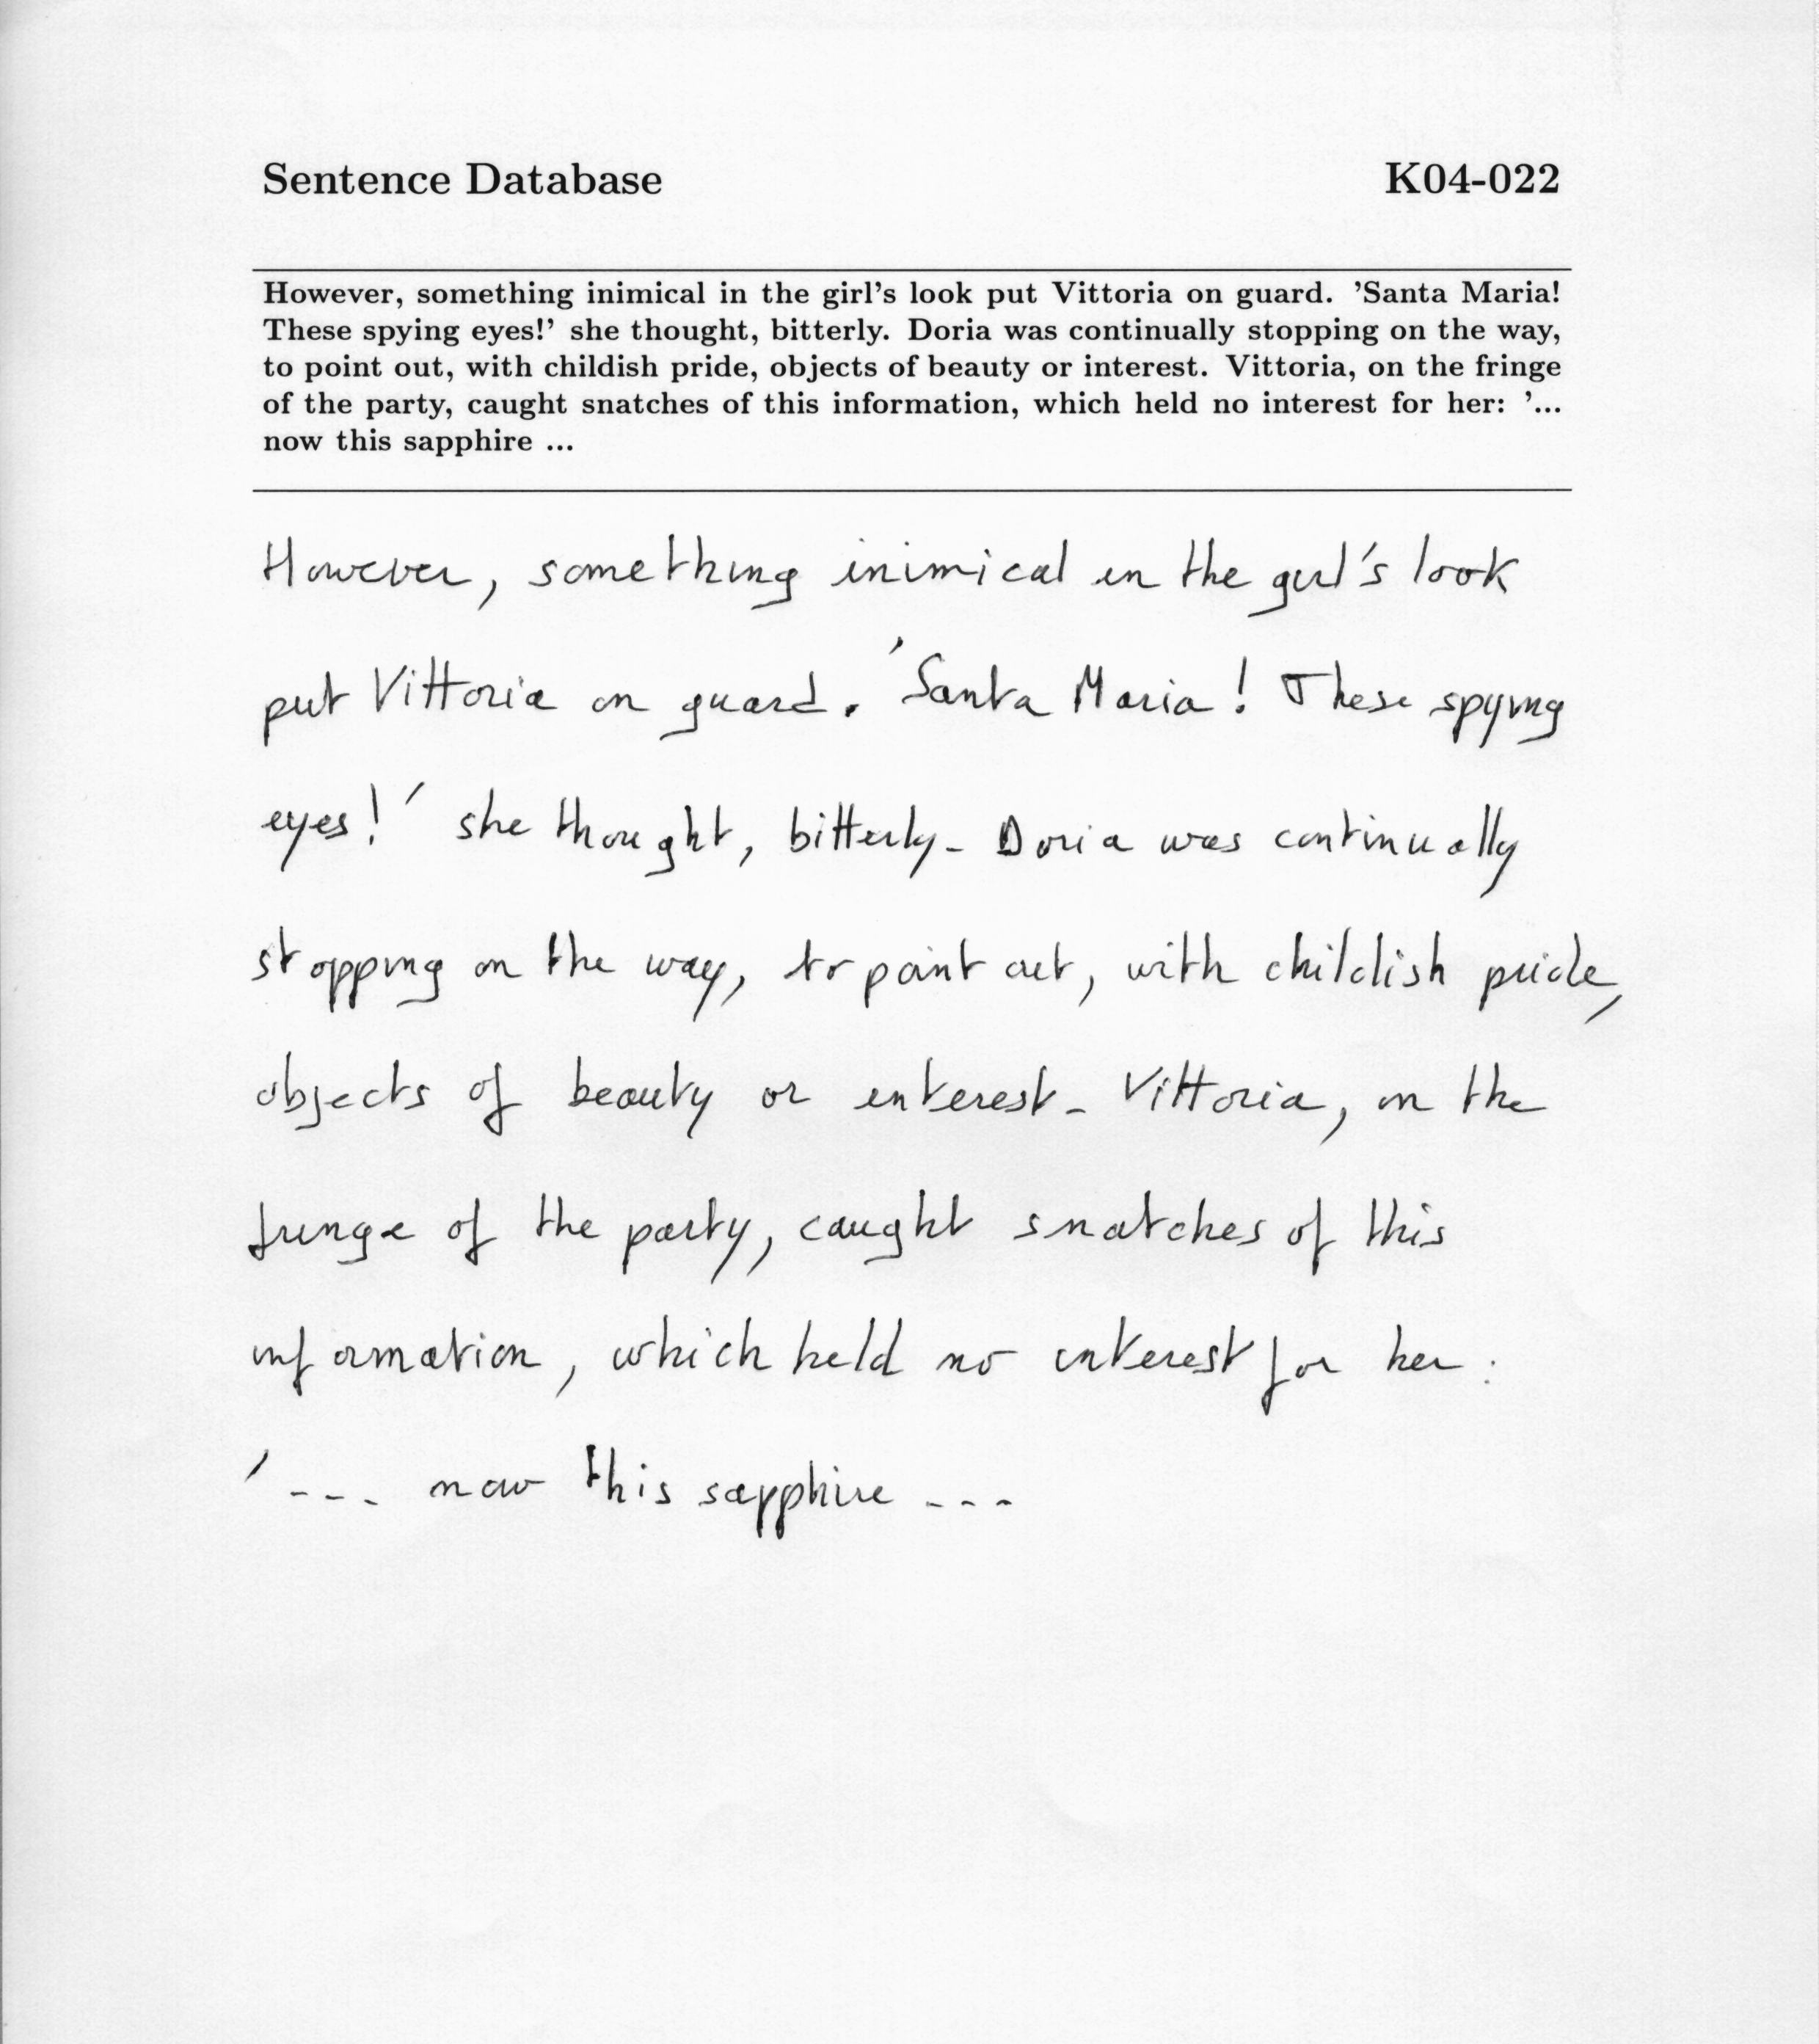 Sentence Database K04-022
However, something inimical in the girl's look put Vittoria on guard. 'Santa Maria!
These spying eyes!' she thought, bitterly. Doria was continually stopping on the way,
to point out, with childish pride, objects of beauty or interest. Vittoria, on the fringe
of the party, caught snatches of this information, which held no interest for her: '...
now this sapphire ...
However, something inimical in the girl's look
put Vittoria on guard. 'Santa Maria! These spying
eyes!' she thought, bitterly. Doria was continually
stopping on the way, to point out, with childish pride,
objects of beauty or interest. Vittoria, on the
fringe of the party, caught snatches of this
information, which held no interest for her:
'... now this sapphire ...